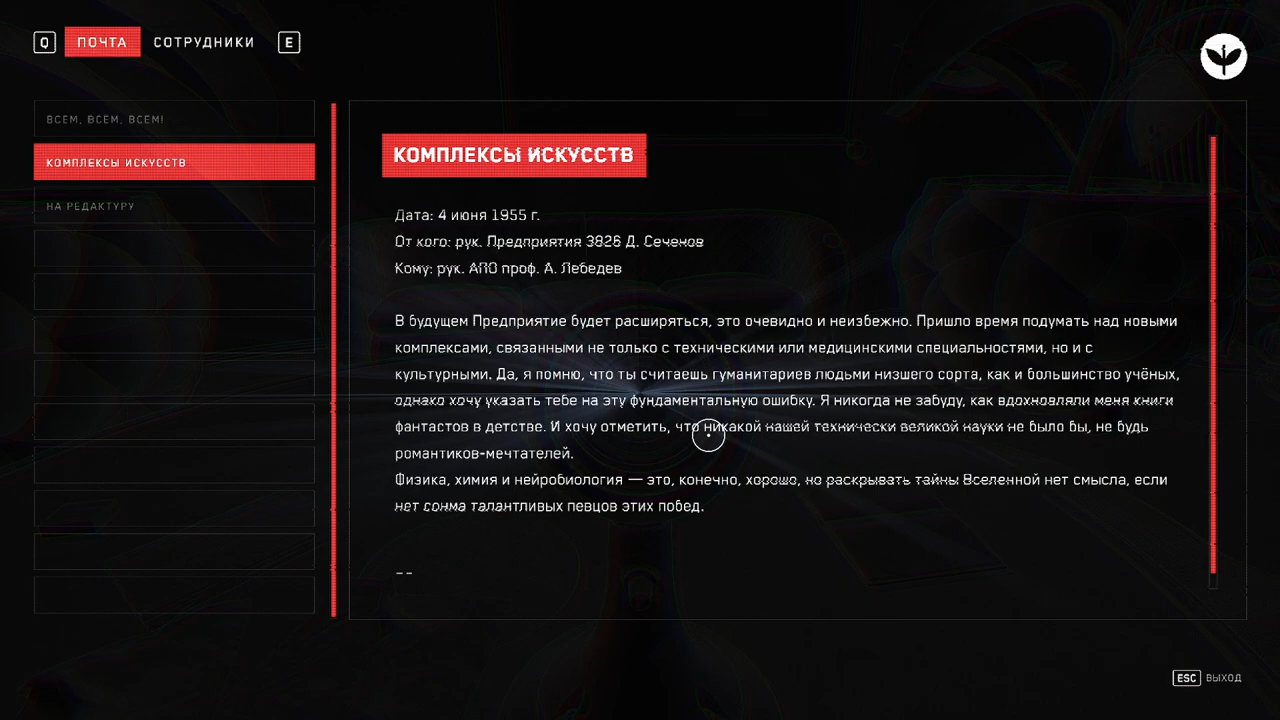 Q ПОЧТА СОТРУДНИКИ E
ВСЕМ, ВСЕМ, ВСЕМ!
КОМПЛЕКСЫ ИСКУССТВ
НА РЕДАКТУРУ
КОМПЛЕКСЫ ИСКУССТВ
Дата: 4 июня 1955 г.
От кого: рук. Предприятия 3826 Д. Сеченов
Кому: рук. АПО проф. А. Лебедев
В будущем Предприятие будет расширяться, это очевидно и неизбежно. Пришло время подумать над новыми
комплексами, связанными не только с техническими или медицинскими специальностями, но и с
культурными. Да, я помню, что ты считаешь гуманитариев людьми низшего сорта, как и большинство учёных,
однако хочу указать тебе на эту фундаментальную ошибку. Я никогда не забуду, как вдохновляли меня книги
фантастов в детстве. И хочу отметить, что никакой нашей технически великой науки не было бы, не будь
романтиков-мечтателей.
Физика, химия и нейробиология — это, конечно, хорошо, но раскрывать тайны Вселенной нет смысла, если
нет сонма талантливых певцов этих побед.
--
ESC ВЫХОД